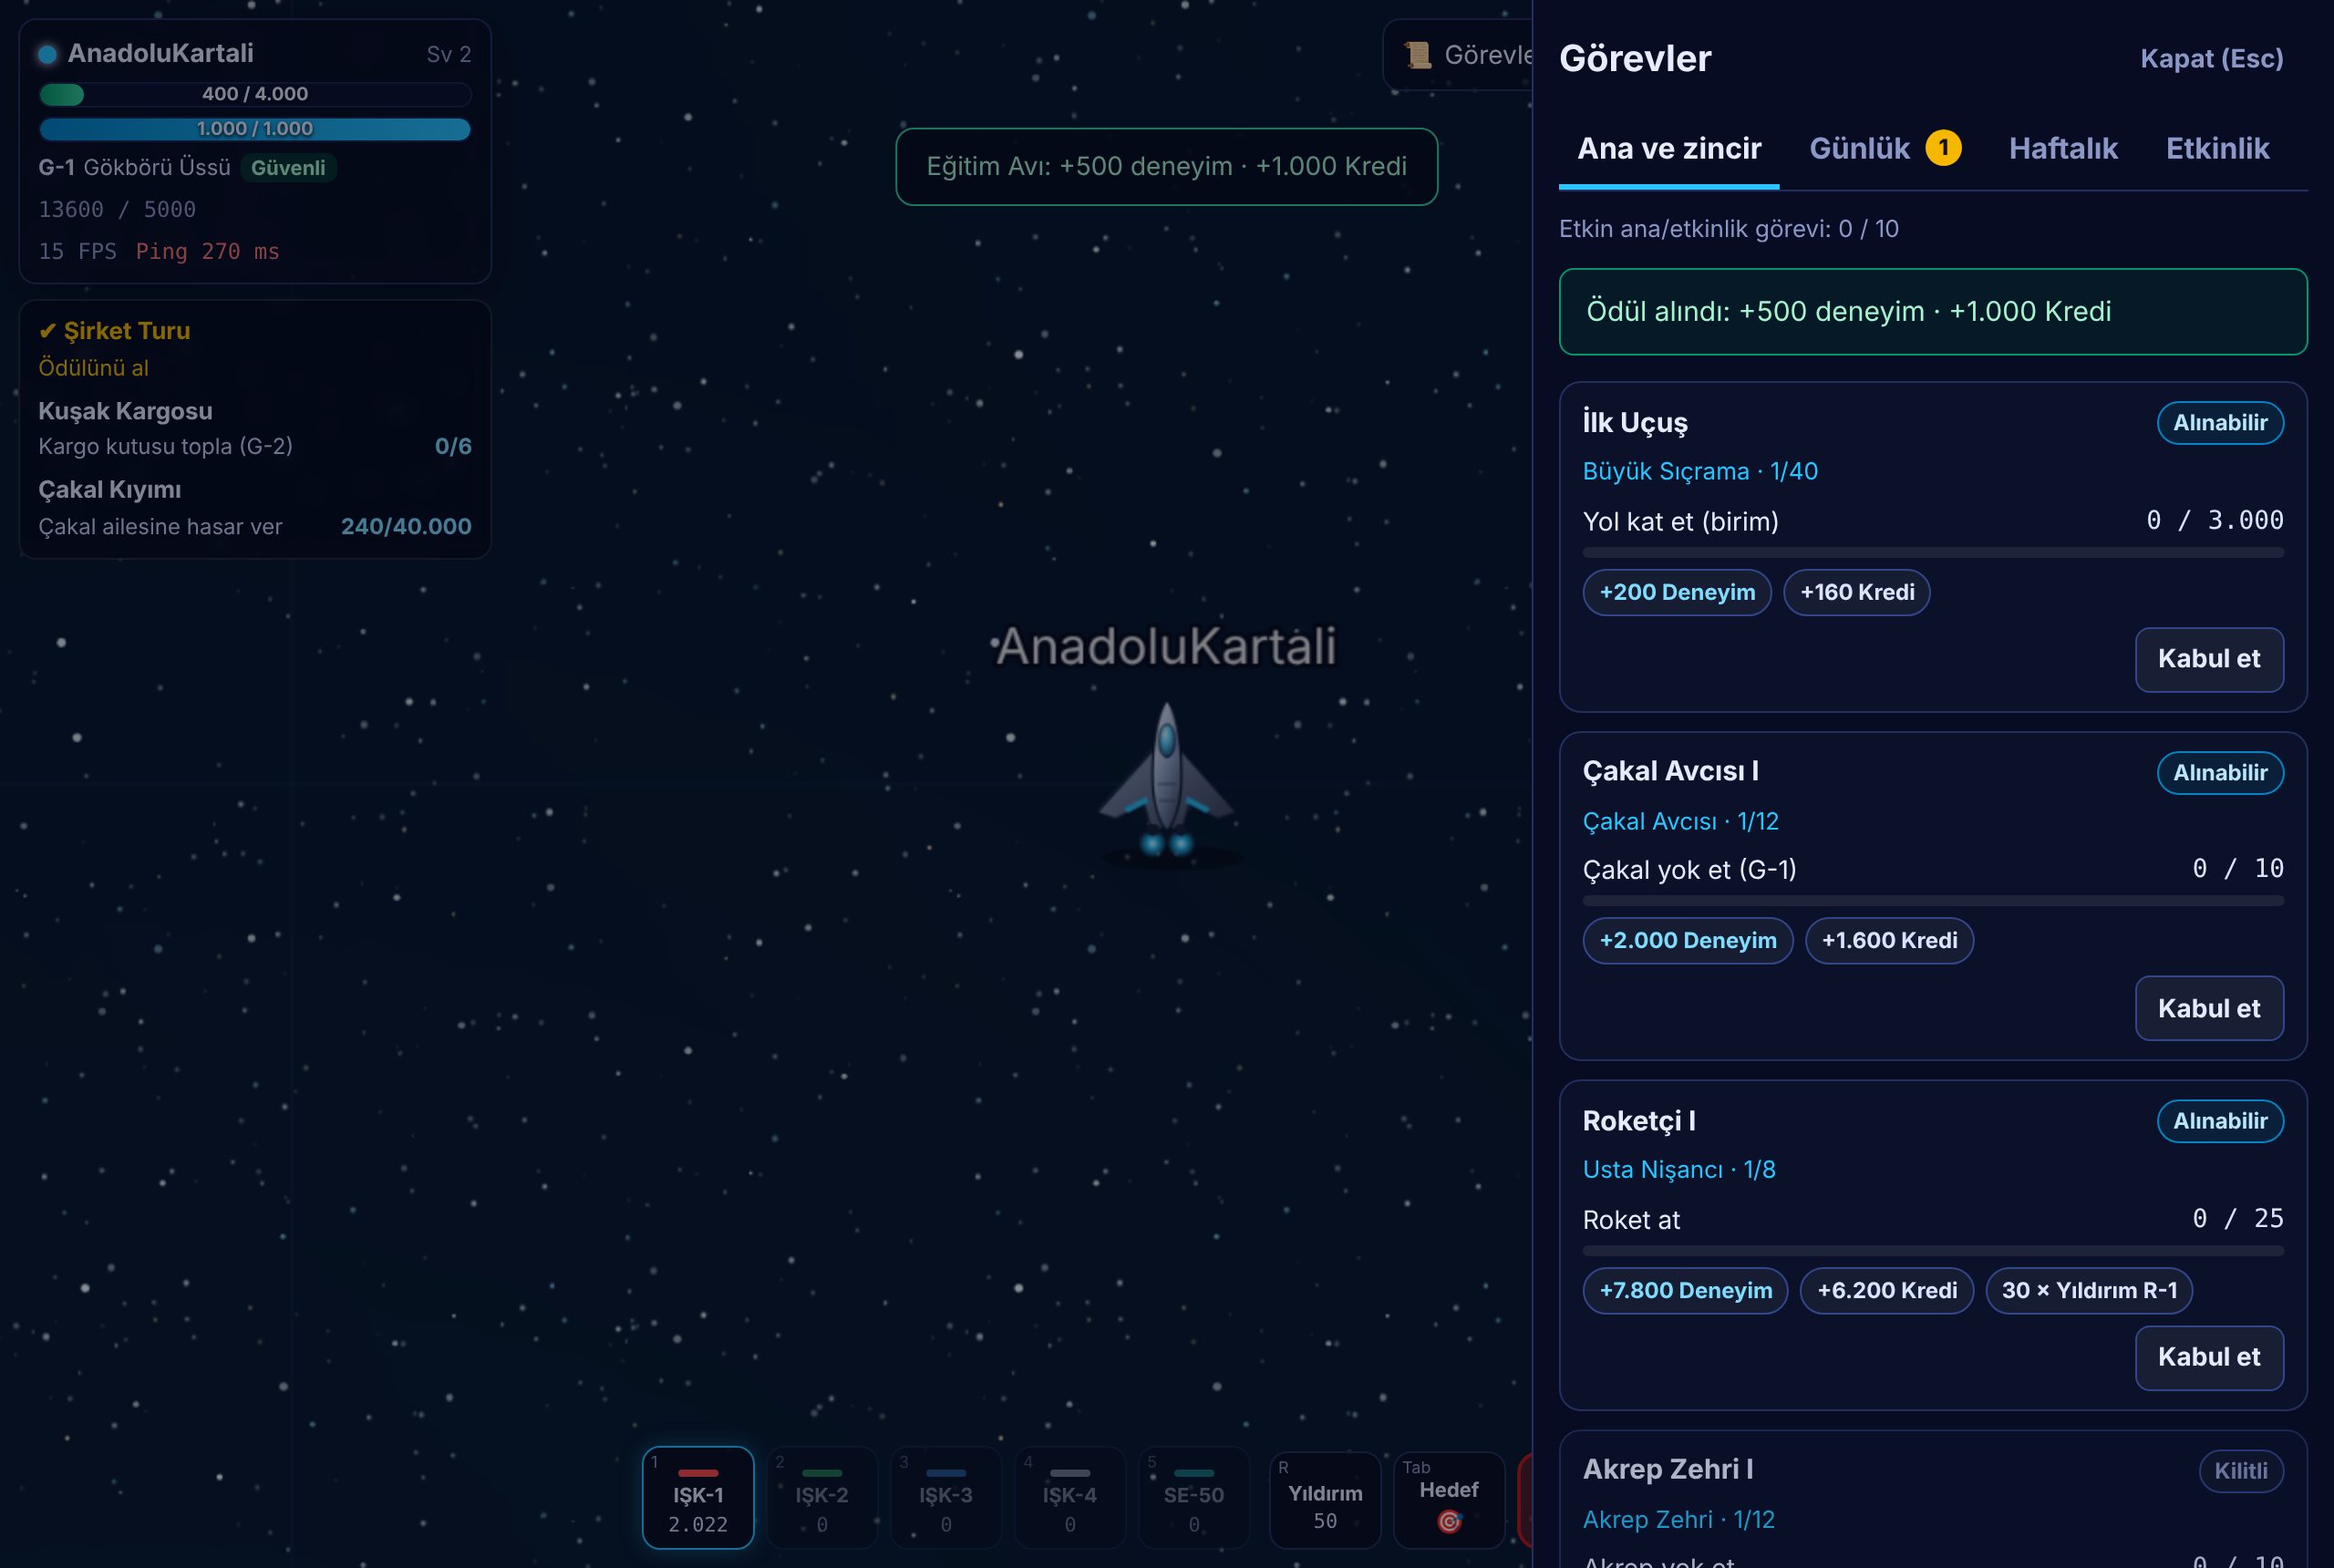 AnadoluKartali Sv 2
400 / 4.000
1.000 / 1.000
G-1 Gökbörü Üssü Güvenli
13600 / 5000
15 FPS Ping 270 ms
✔ Şirket Turu
Ödülünü al
Kuşak Kargosu
Kargo kutusu topla (G-2) 0/6
Çakal Kıyımı
Çakal ailesine hasar ver 240/40.000
Eğitim Avı: +500 deneyim · +1.000 Kredi
AnadoluKartali
1 IŞK-1 2.022
2 IŞK-2 0
3 IŞK-3 0
4 IŞK-4 0
5 SE-50 0
R Yıldırım 50
Tab Hedef
Görevler
Kapat (Esc)
Ana ve zincir Günlük 1 Haftalık Etkinlik
Etkin ana/etkinlik görevi: 0 / 10
Ödül alındı: +500 deneyim · +1.000 Kredi
İlk Uçuş Alınabilir
Büyük Sıçrama · 1/40
Yol kat et (birim) 0 / 3.000
+200 Deneyim +160 Kredi
Kabul et
Çakal Avcısı I Alınabilir
Çakal Avcısı · 1/12
Çakal yok et (G-1) 0 / 10
+2.000 Deneyim +1.600 Kredi
Kabul et
Roketçi I Alınabilir
Usta Nişancı · 1/8
Roket at 0 / 25
+7.800 Deneyim +6.200 Kredi 30 × Yıldırım R-1
Kabul et
Akrep Zehri I Kilitli
Akrep Zehri · 1/12
Akrep yok et 0 / 10